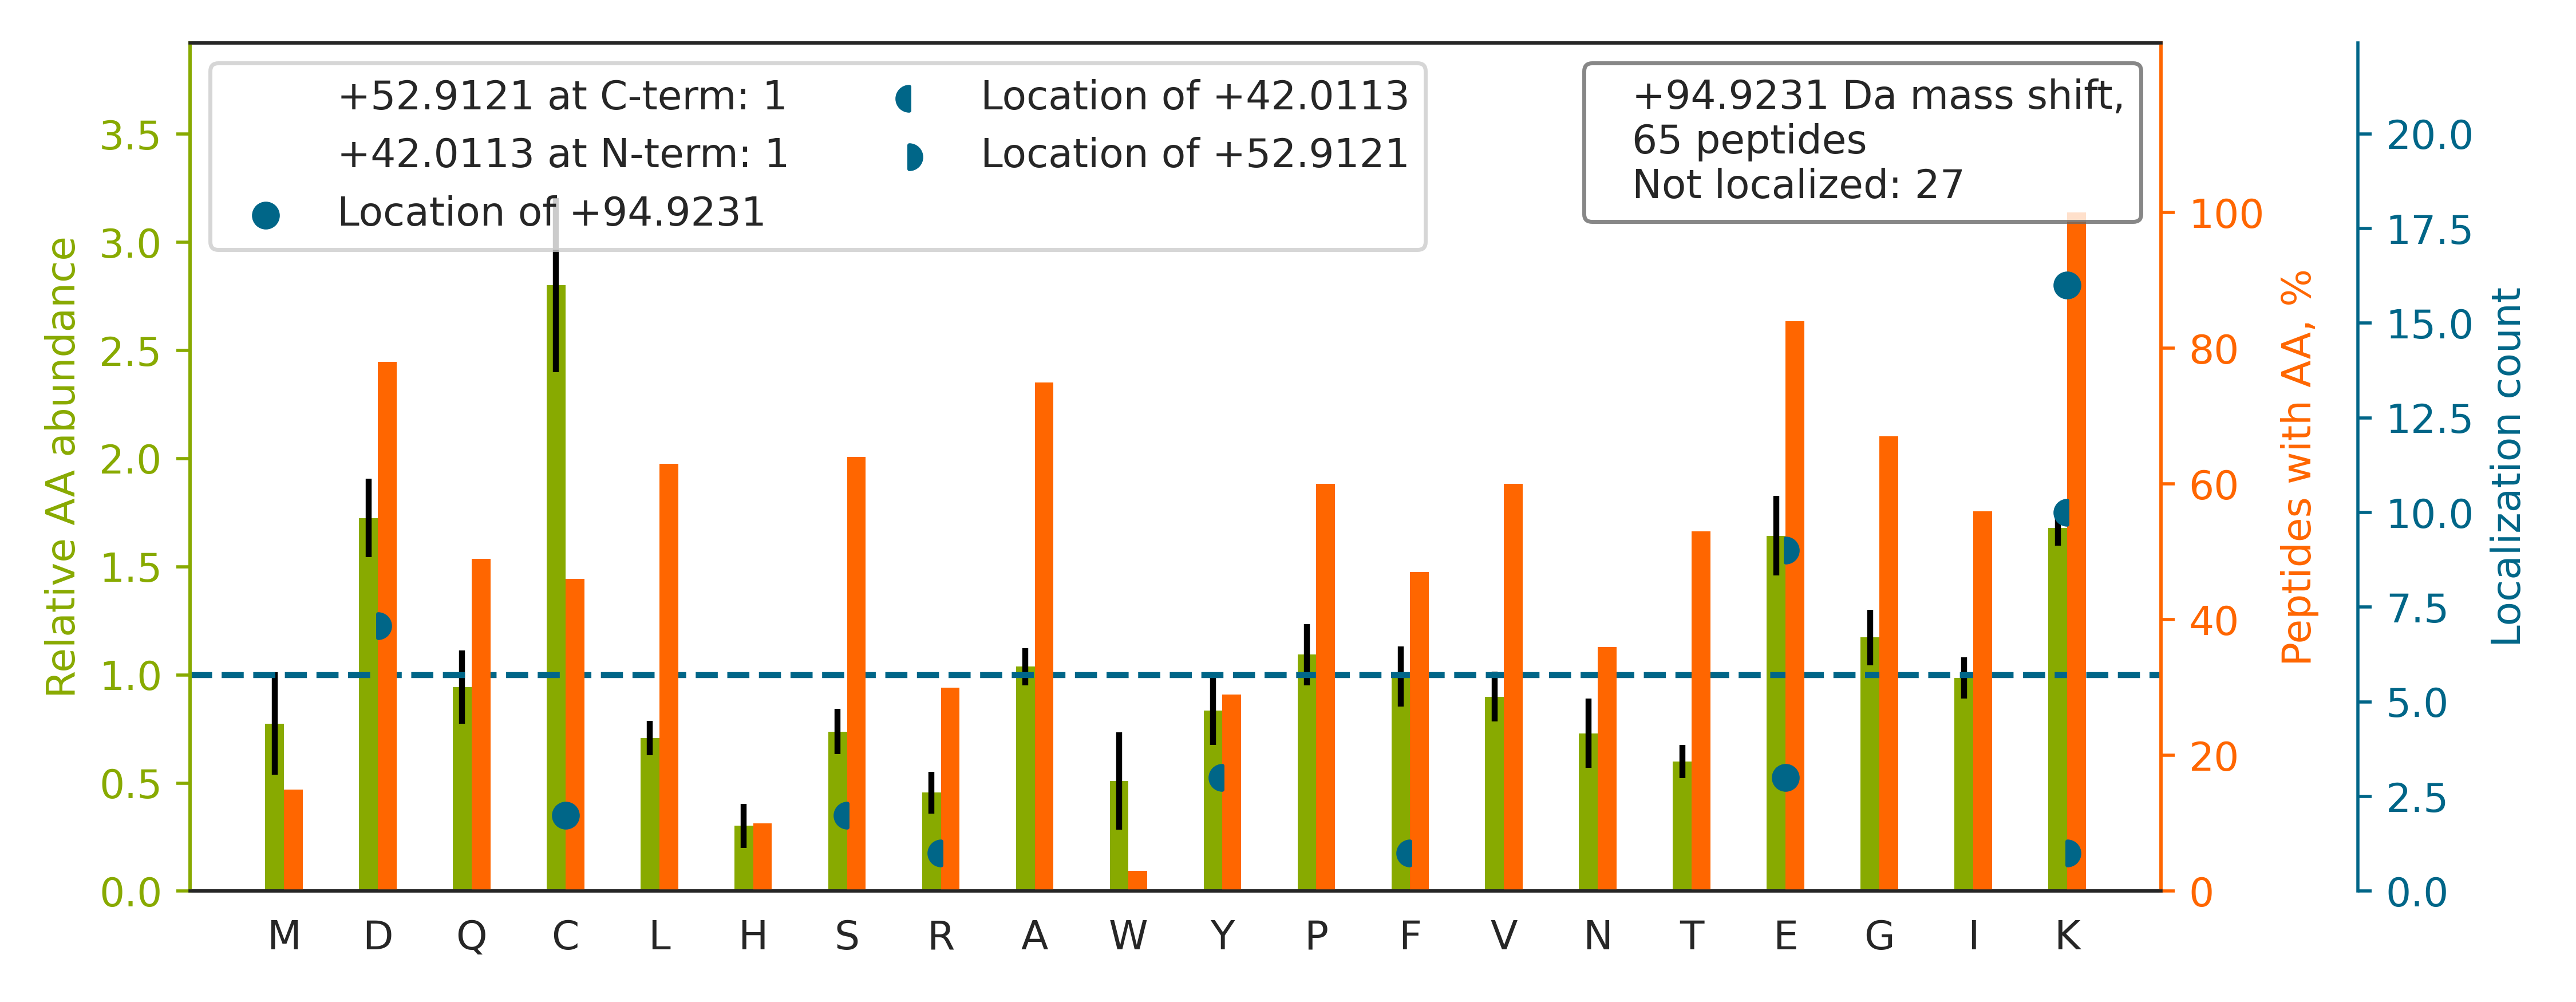 +52.9121 at C-term: 1
+42.0113 at N-term: 1
Location of +94.9231
Location of +42.0113
Location of +52.9121
+94.9231 Da mass shift,
65 peptides
Not localized: 27
Relative AA abundance
3.5
3.0
2.5
2.0
1.5
1.0
0.5
0.0
100
80
60
40
20
0
Peptides with AA, %
20.0
17.5
15.0
12.5
10.0
7.5
5.0
2.5
0.0
Localization count
M D Q C L H S R A W Y P F V N T E G I K